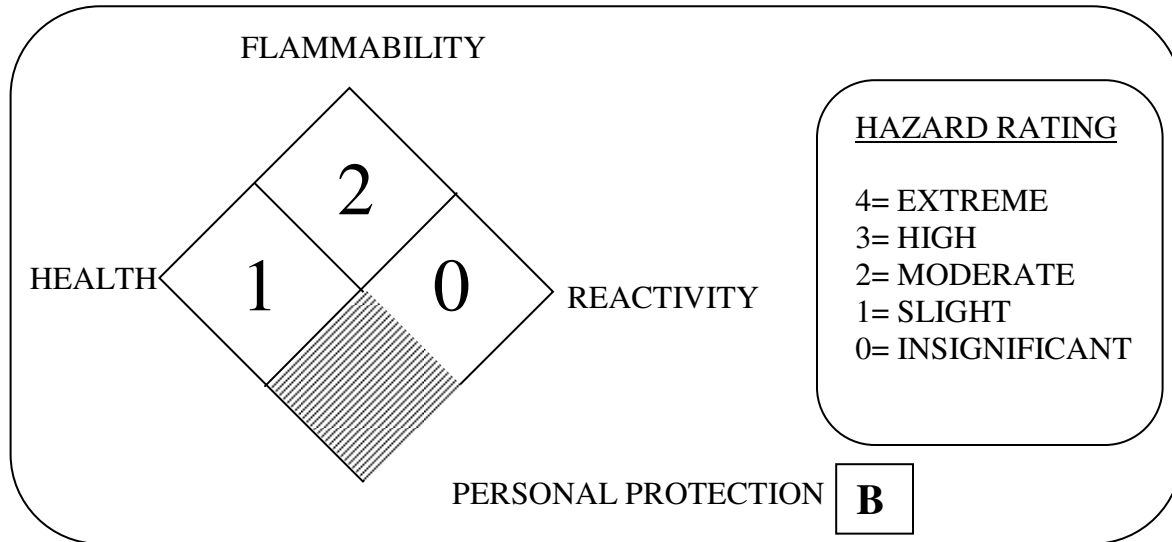 FLAMMABILITY
2
HEALTH
1
0
REACTIVITY
HAZARD RATING
4= EXTREME
3= HIGH
2= MODERATE
1= SLIGHT
0= INSIGNIFICANT
PERSONAL PROTECTION
B